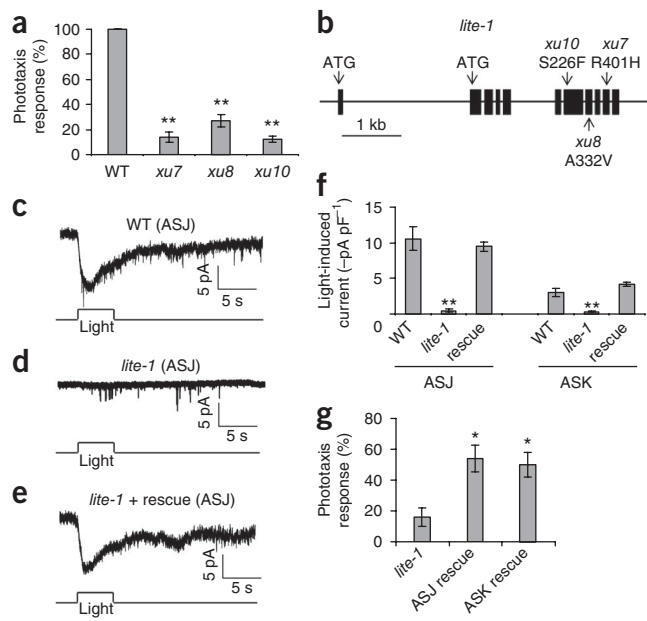 a
Phototaxis
response (%)
100
80
60
40
20
0
**
**
**
WT
xu7
xu8
xu10
b
lite-1
ATG
ATG
xu10
S226F
xu7
R401H
1 kb
xu8
A332V
c
WT (ASJ)
5 pA
5 s
Light
d
lite-1 (ASJ)
5 pA
5 s
Light
e
lite-1 + rescue (ASJ)
5 pA
5 s
Light
f
Light-induced
current (–pA pF⁻¹)
15
10
5
0
**
**
WT
lite-1
rescue
WT
lite-1
rescue
ASJ
ASK
g
Phototaxis
response (%)
80
60
40
20
0
*
*
lite-1
ASJ rescue
ASK rescue